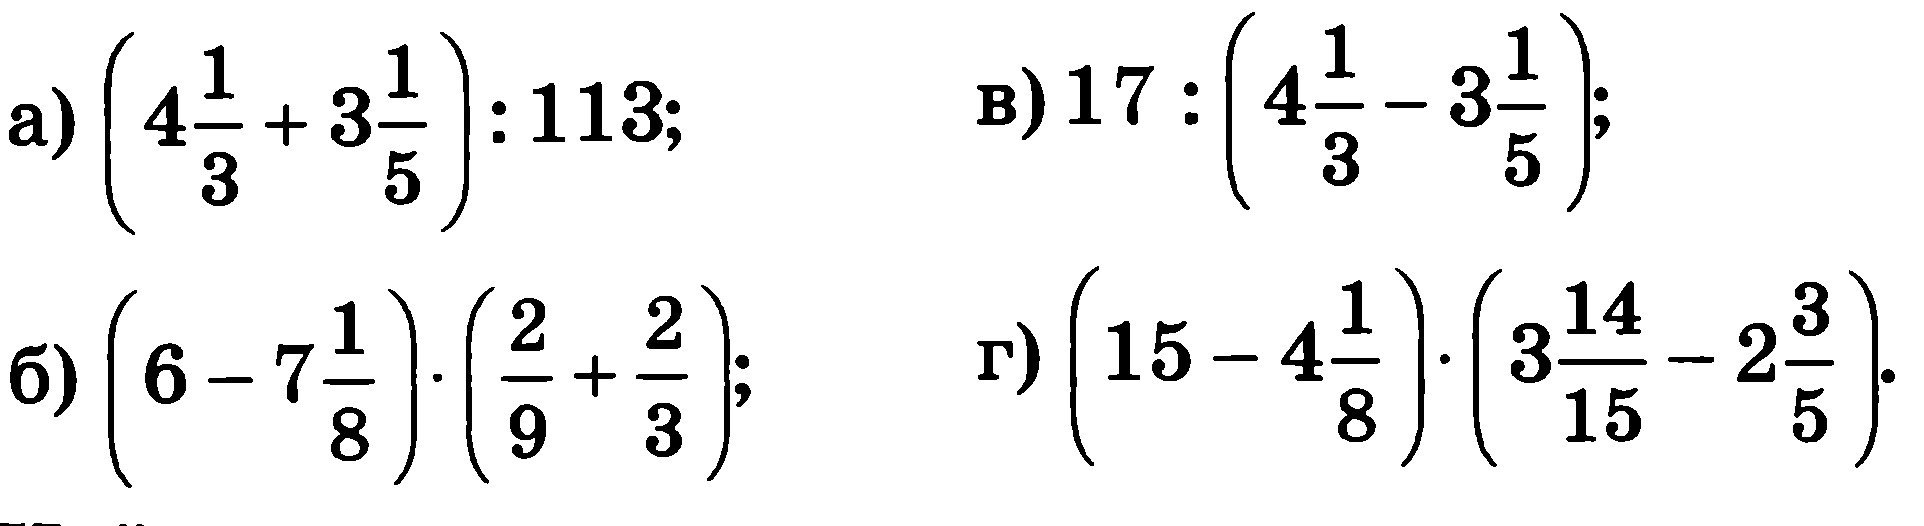 а) (4 1/3 + 3 1/5) : 113;
в) 17 : (4 1/3 − 3 1/5);
б) (6 − 7 1/8) · (2/9 + 2/3);
г) (15 − 4 1/8) · (3 14/15 − 2 3/5).